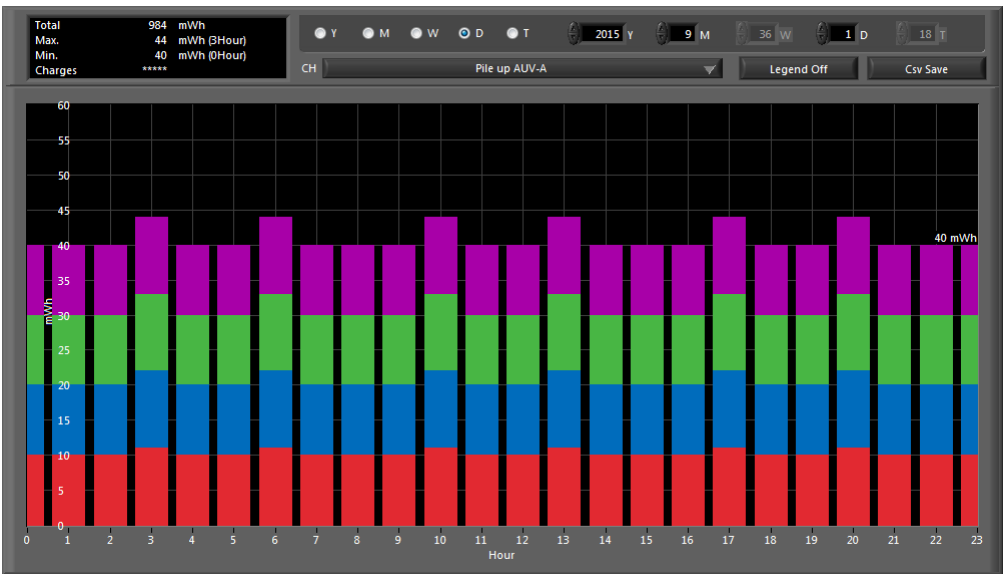 Total 984 mWh
Max. 44 mWh (3Hour)
Min. 40 mWh (0Hour)
Charges *****
Y M W D T 2015 Y 9 M 36 W 1 D 18 T
CH Pile up AUV-A Legend Off Csv Save
60
55
50
45
40 mWh
40
35
mWh
30
25
20
15
10
5
0
0 1 2 3 4 5 6 7 8 9 10 11 12 13 14 15 16 17 18 19 20 21 22 23
Hour